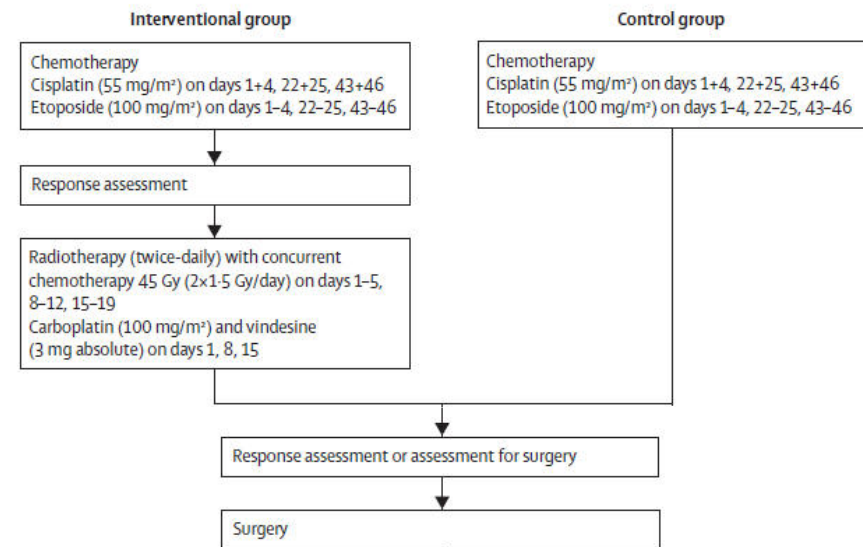 Interventional group
Control group
Chemotherapy
Cisplatin (55 mg/m²) on days 1+4, 22+25, 43+46
Etoposide (100 mg/m²) on days 1–4, 22–25, 43–46
Chemotherapy
Cisplatin (55 mg/m²) on days 1+4, 22+25, 43+46
Etoposide (100 mg/m²) on days 1–4, 22–25, 43–46
Response assessment
Radiotherapy (twice-daily) with concurrent
chemotherapy 45 Gy (2×1·5 Gy/day) on days 1–5,
8–12, 15–19
Carboplatin (100 mg/m²) and vindesine
(3 mg absolute) on days 1, 8, 15
Response assessment or assessment for surgery
Surgery